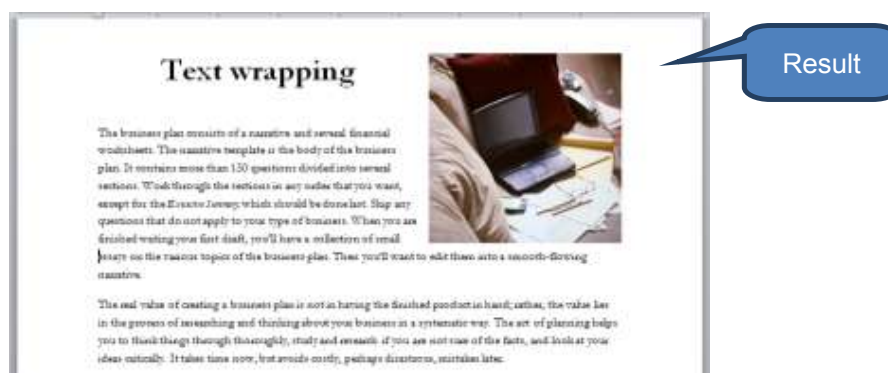 Text wrapping
Result
The business plan consists of a narrative and several financial
worksheets. The narrative template is the body of the business
plan. It contains more than 150 questions divided into several
sections. Work through the sections in any order that you want,
except for the which should be done last. Skip any
questions that do not apply to your type of business. When you are
finished writing your first draft, you'll have a collection of small
essays on the various topics of the business plan. Then you'll want to edit them into a smooth-flowing
narrative.
The real value of creating a business plan is not in having the finished product in hand; rather, the value lies
in the process of researching and thinking about your business in a systematic way. The act of planning helps
you to think things through thoroughly, study and research if you are not sure of the facts, and look at your
ideas critically. It takes time now, but avoids costly, perhaps disastrous, mistakes later.